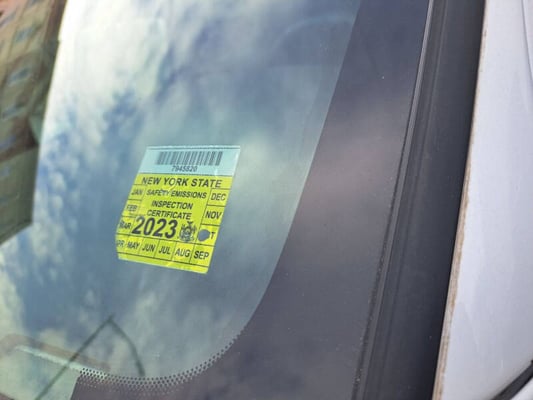 7945820
NEW YORK STATE
JAN SAFETY/EMISSIONS DEC
FEB INSPECTION NOV
CERTIFICATE
MAR 2023 T
APR MAY JUN JUL AUG SEP